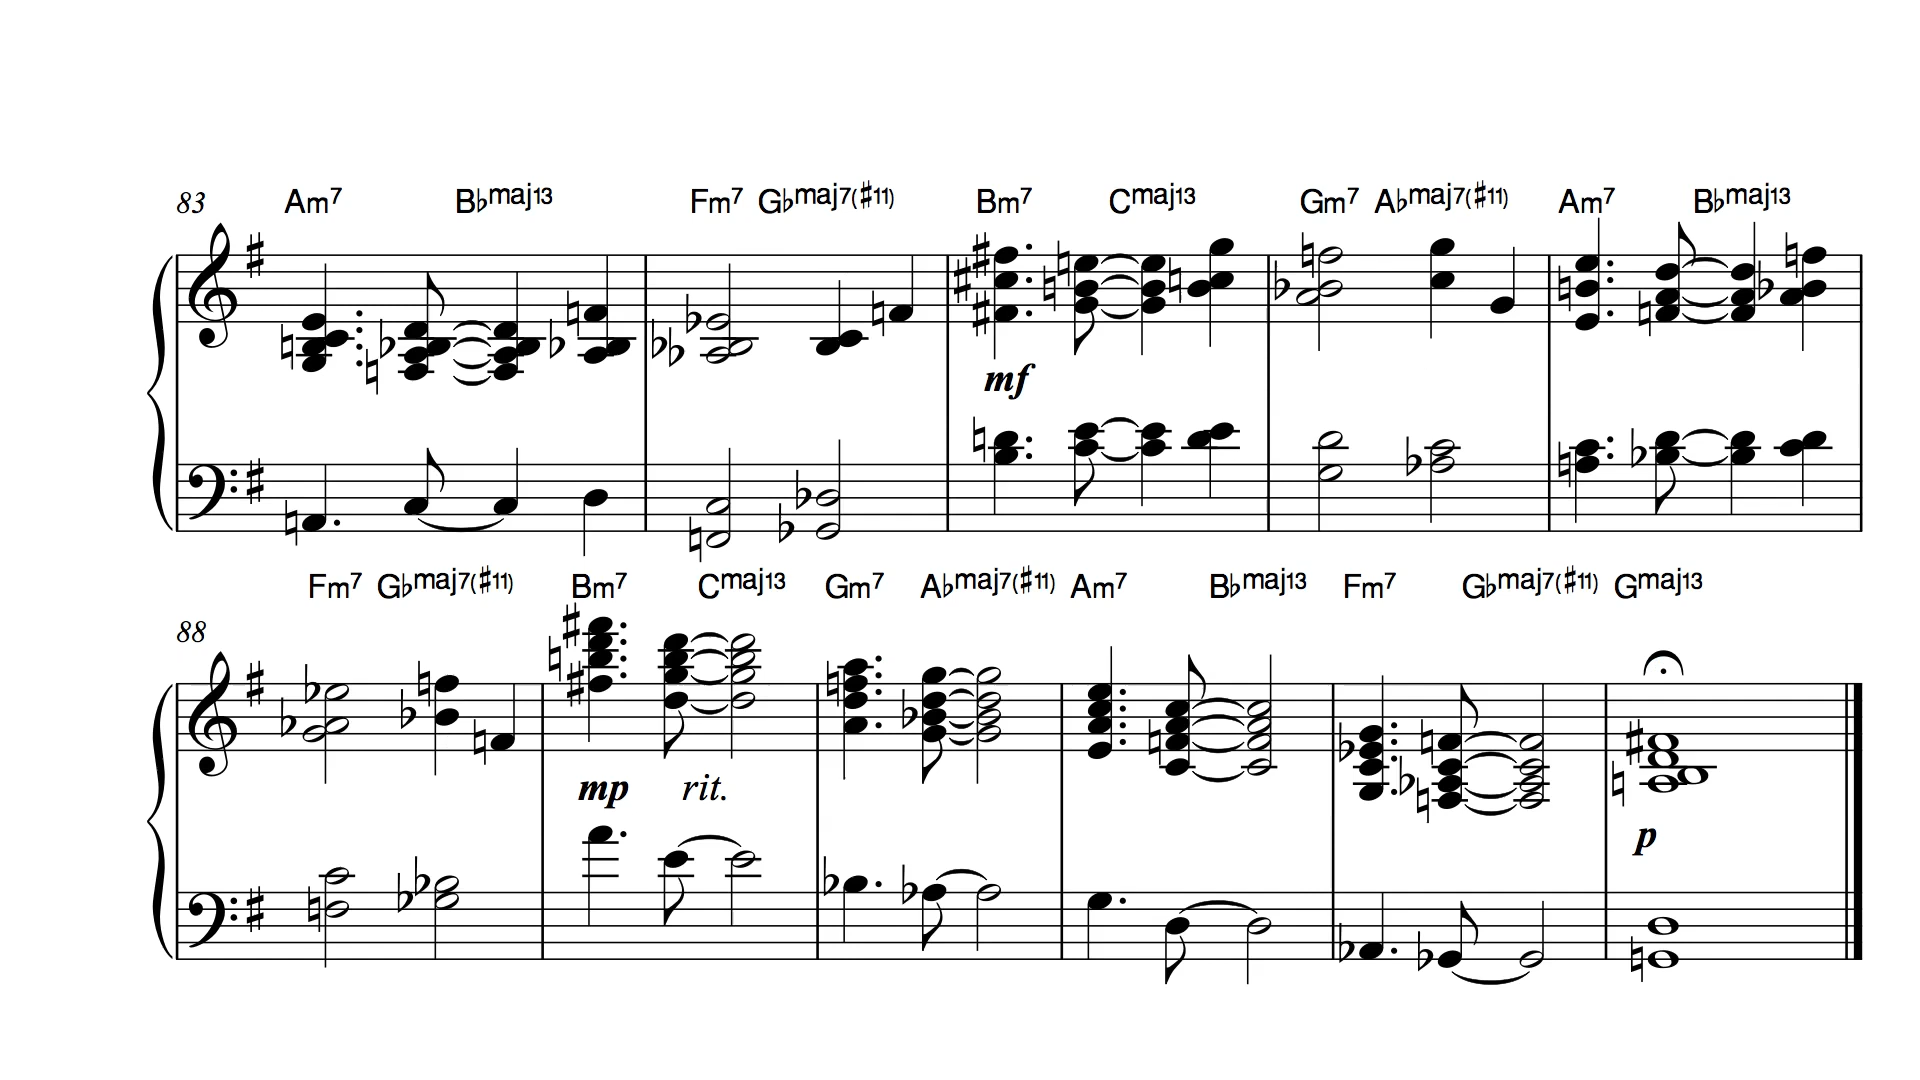 83 Am7 B♭maj13 Fm7 G♭maj7(♯11) Bm7 Cmaj13 Gm7 A♭maj7(♯11) Am7 B♭maj13
mf
Fm7 G♭maj7(♯11) Bm7 Cmaj13 Gm7 A♭maj7(♯11) Am7 B♭maj13 Fm7 G♭maj7(♯11) Gmaj13
88
mp rit.
p